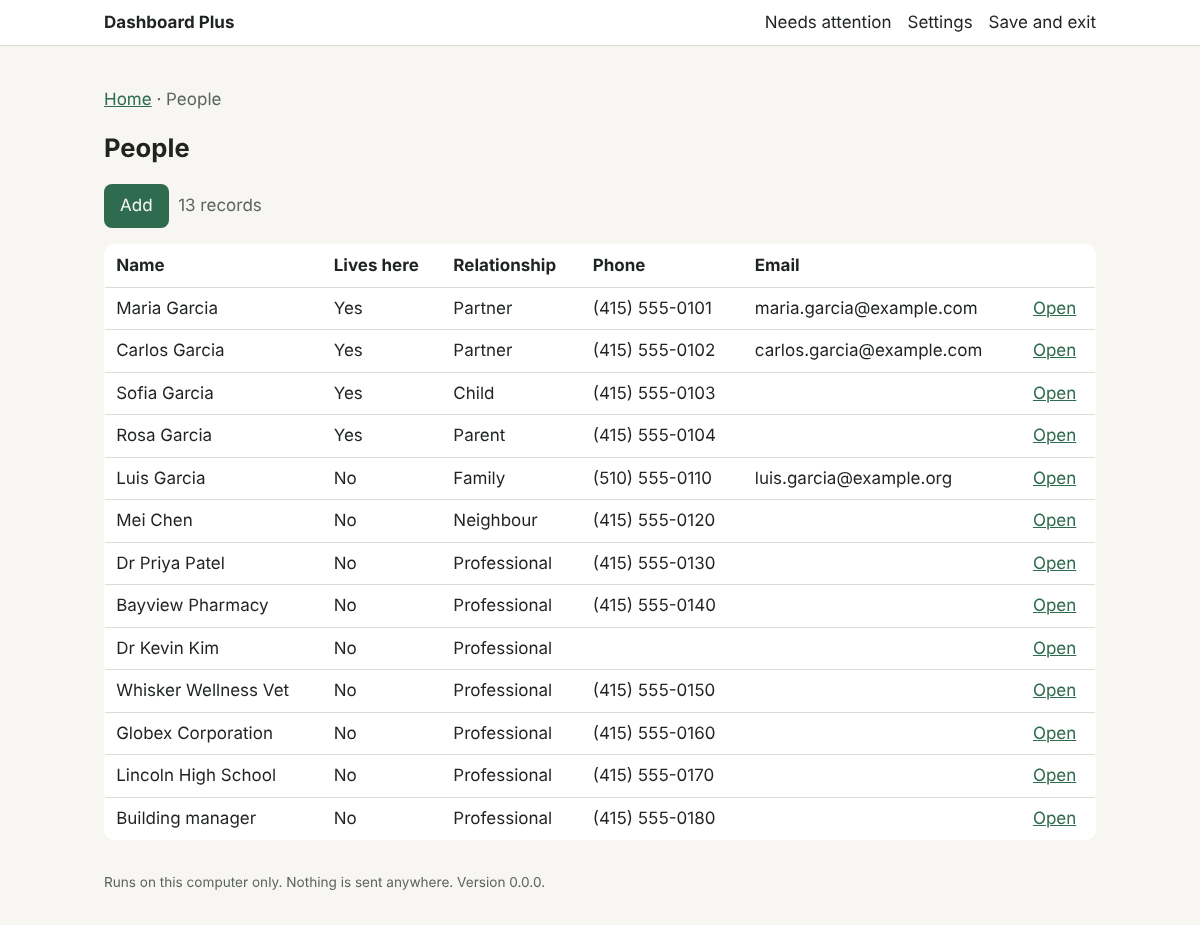 Dashboard Plus Needs attention Settings Save and exit
Home · People
People
Add 13 records
Name Lives here Relationship Phone Email
Maria Garcia Yes Partner (415) 555-0101 maria.garcia@example.com Open
Carlos Garcia Yes Partner (415) 555-0102 carlos.garcia@example.com Open
Sofia Garcia Yes Child (415) 555-0103 Open
Rosa Garcia Yes Parent (415) 555-0104 Open
Luis Garcia No Family (510) 555-0110 luis.garcia@example.org Open
Mei Chen No Neighbour (415) 555-0120 Open
Dr Priya Patel No Professional (415) 555-0130 Open
Bayview Pharmacy No Professional (415) 555-0140 Open
Dr Kevin Kim No Professional Open
Whisker Wellness Vet No Professional (415) 555-0150 Open
Globex Corporation No Professional (415) 555-0160 Open
Lincoln High School No Professional (415) 555-0170 Open
Building manager No Professional (415) 555-0180 Open
Runs on this computer only. Nothing is sent anywhere. Version 0.0.0.